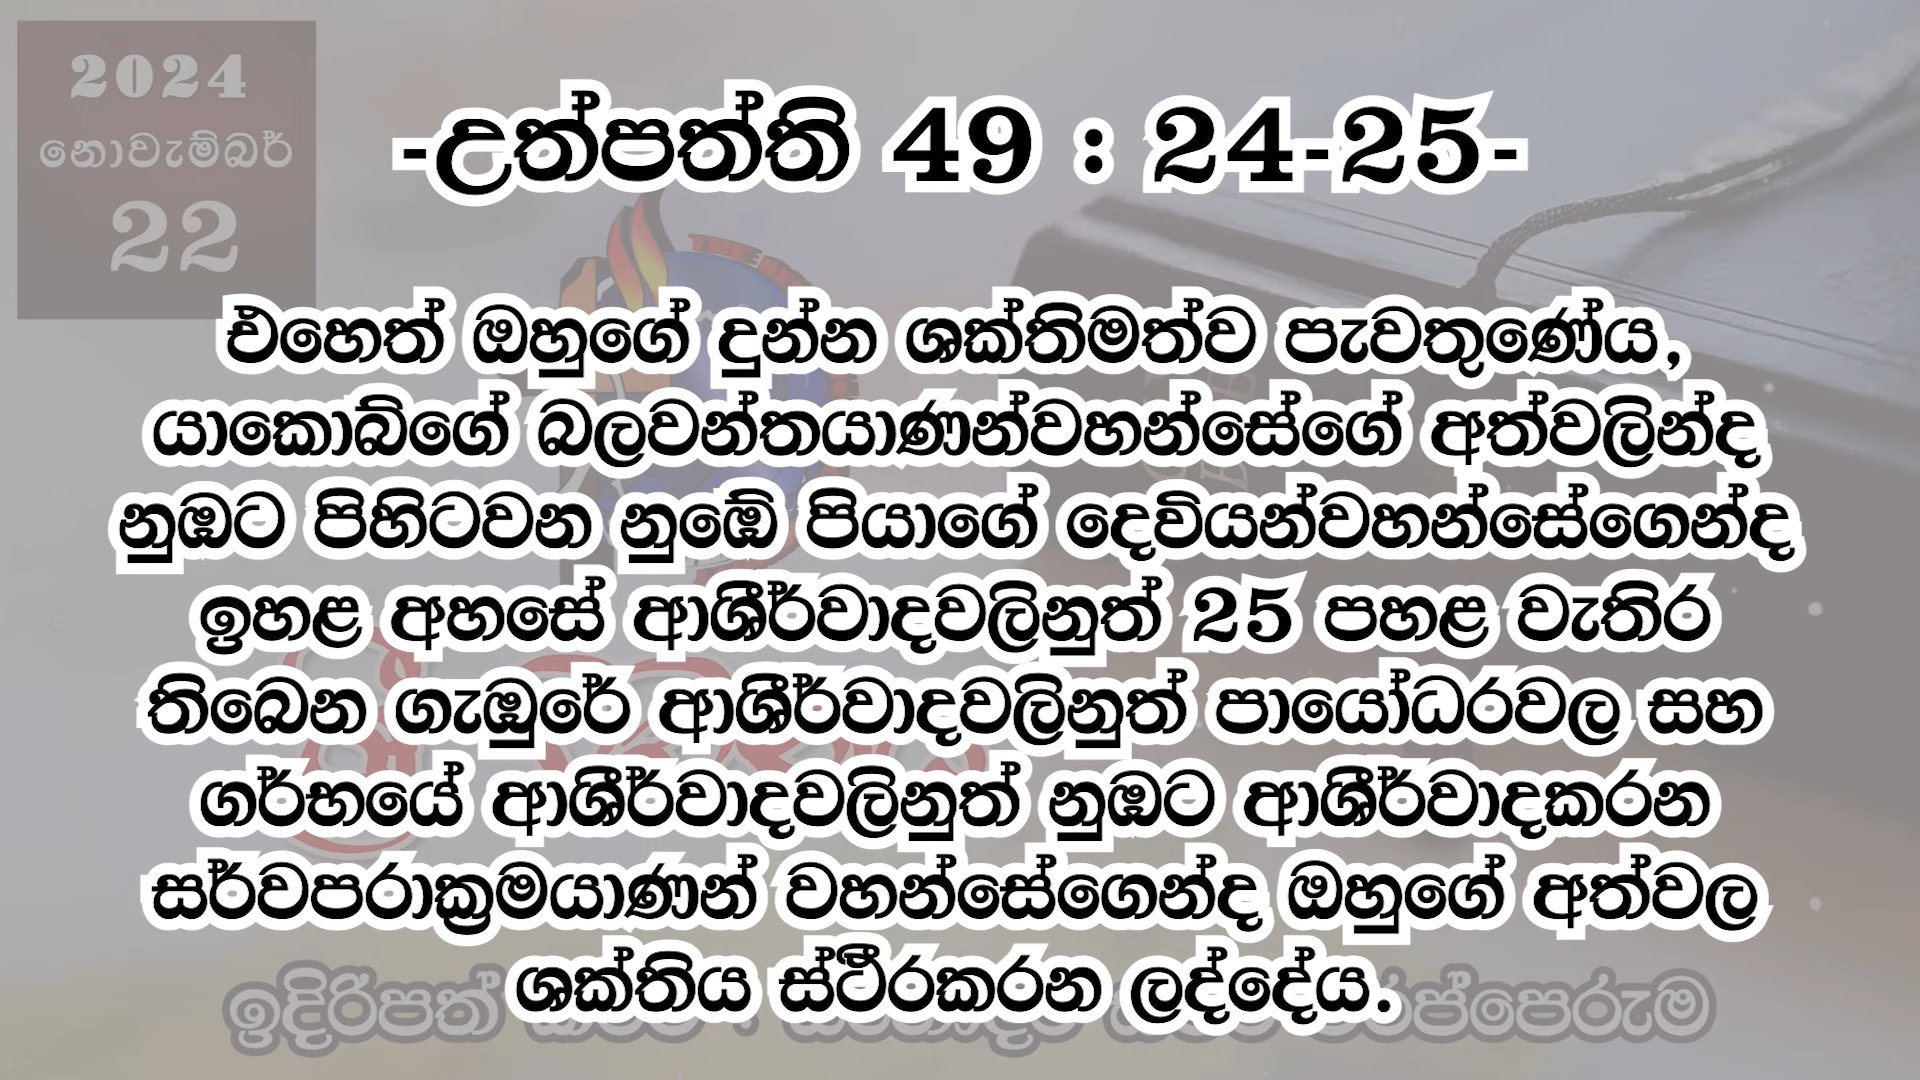 2024
නොවැම්බර්
22
-උත්පත්ති 49 : 24-25-
එහෙත් ඔහුගේ දුන්න ශක්තිමත්ව පැවතුණේය,
යාකොබ්ගේ බලවන්තයාණන්වහන්සේගේ අත්වලින්ද
නුඹට පිහිටවන නුඹේ පියාගේ දෙවියන්වහන්සේගෙන්ද
ඉහළ අහසේ ආශීර්වාදවලිනුත් 25 පහළ වැතිර
තිබෙන ගැඹුරේ ආශීර්වාදවලිනුත් පායෝධරවල සහ
ගර්භයේ ආශීර්වාදවලිනුත් නුඹට ආශීර්වාදකරන
සර්වපරාක්‍රමයාණන් වහන්සේගෙන්ද ඔහුගේ අත්වල
ශක්තිය ස්ථීරකරන ලද්දේය.
ඉදිරිපත්